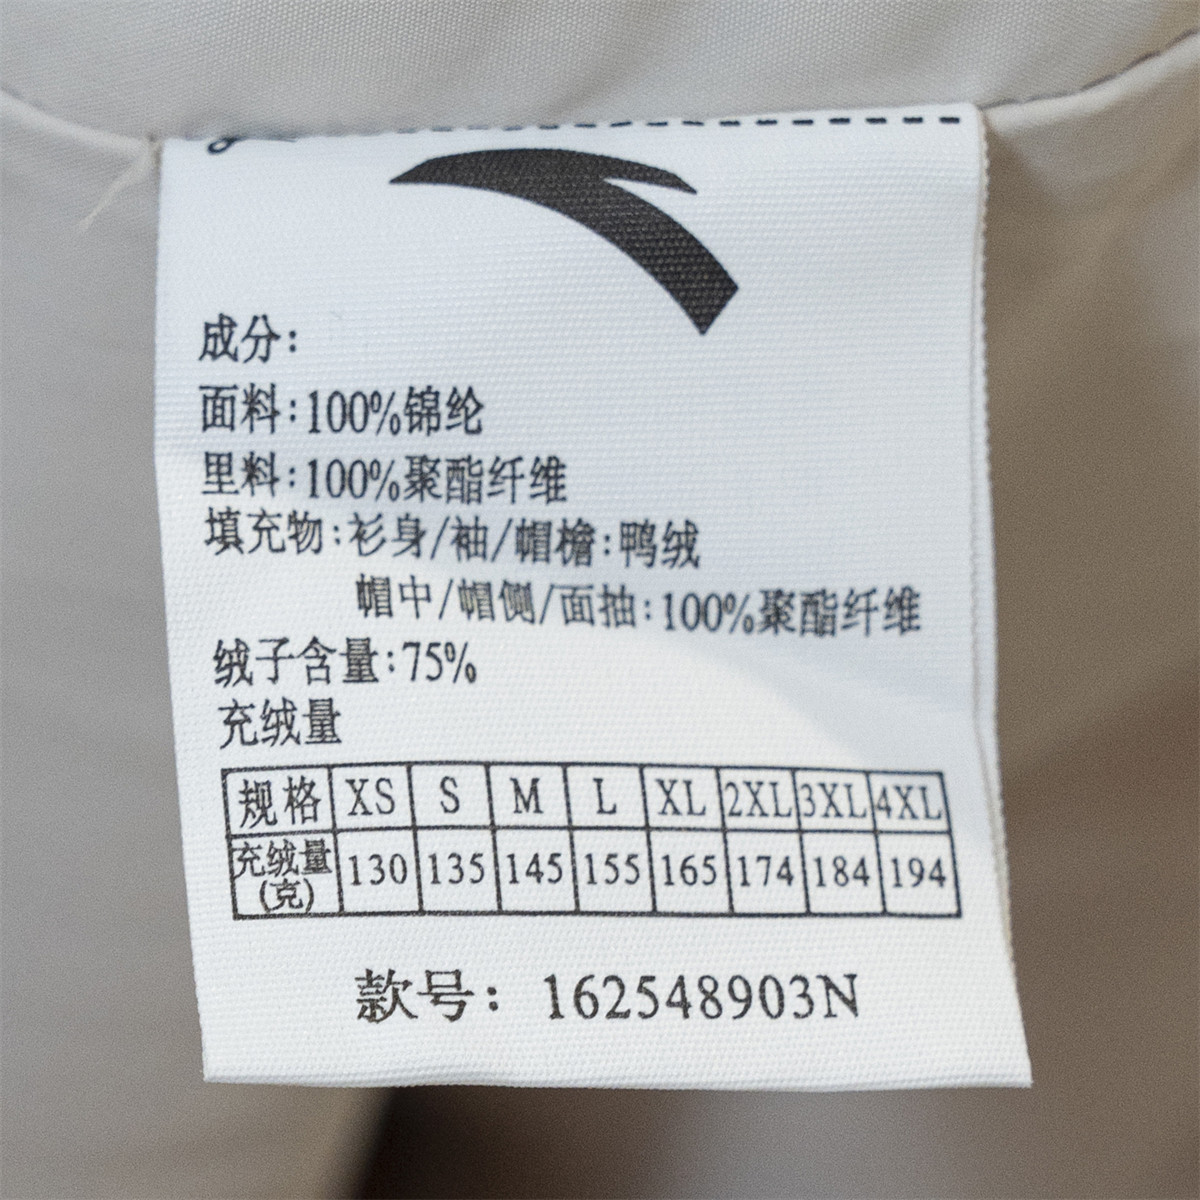 成分:
面料:100%锦纶
里料:100%聚酯纤维
填充物:衫身/袖/帽檐:鸭绒
帽中/帽侧/面抽:100%聚酯纤维
绒子含量:75%
充绒量
规格 XS S M L XL 2XL 3XL 4XL
充绒量(克) 130 135 145 155 165 174 184 194
款号: 162548903N